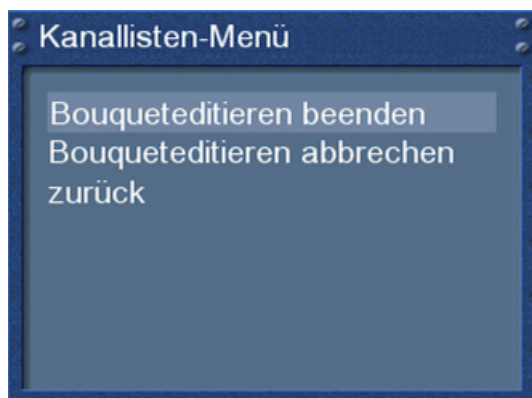 Kanallisten-Menü
Bouqueteditieren beenden
Bouqueteditieren abbrechen
zurück